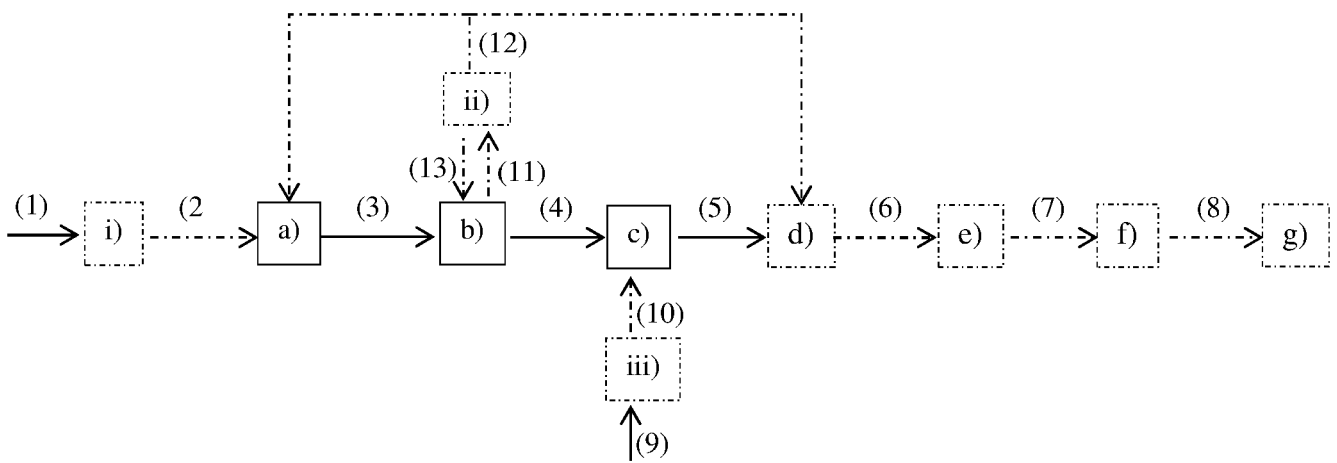 (12)
ii)
(13)
(11)
(1)
(2
(3)
(4)
(5)
(6)
(7)
(8)
i)
a)
b)
c)
d)
e)
f)
g)
(10)
iii)
(9)